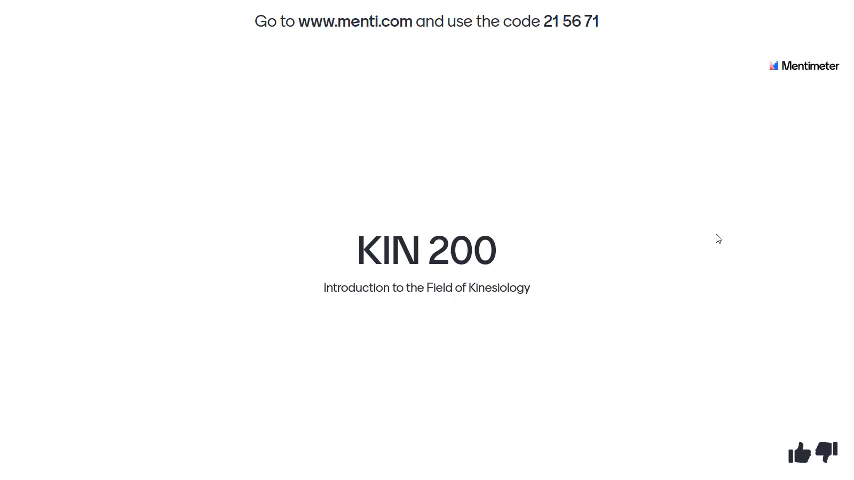 Go to www.menti.com and use the code 21 56 71
Mentimeter
KIN 200
Introduction to the Field of Kinesiology